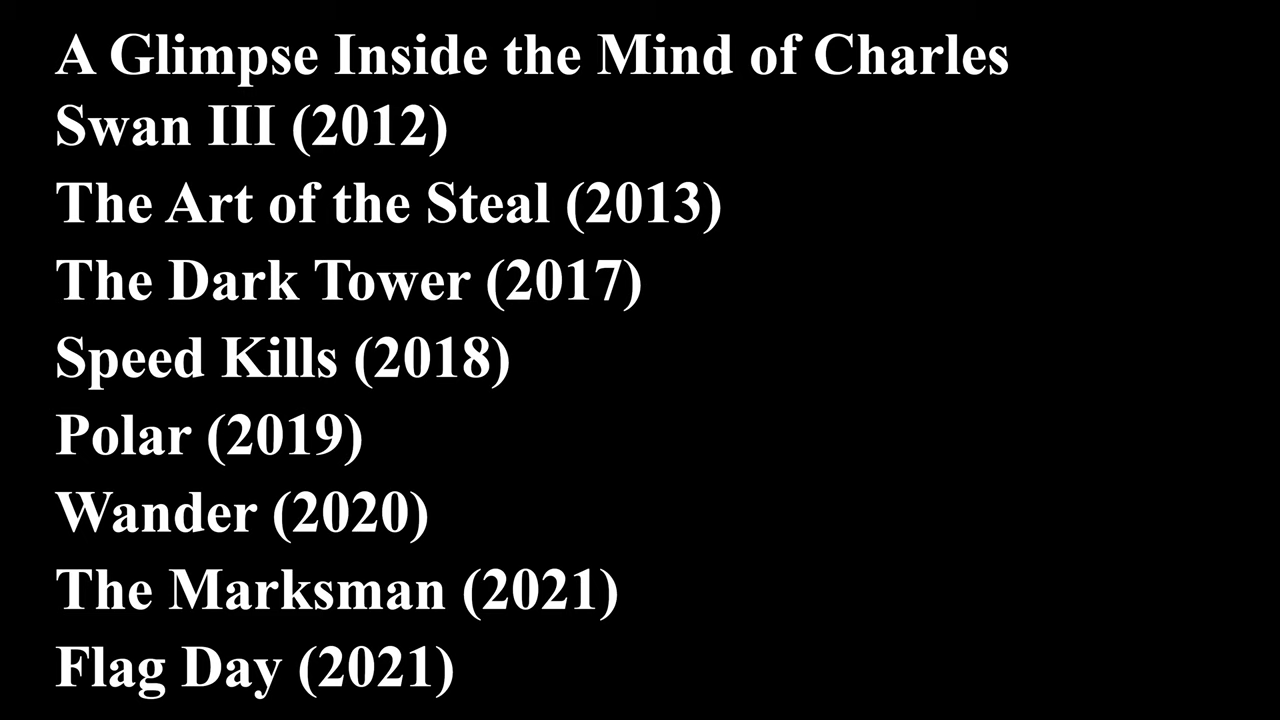 A Glimpse Inside the Mind of Charles
Swan III (2012)
The Art of the Steal (2013)
The Dark Tower (2017)
Speed Kills (2018)
Polar (2019)
Wander (2020)
The Marksman (2021)
Flag Day (2021)